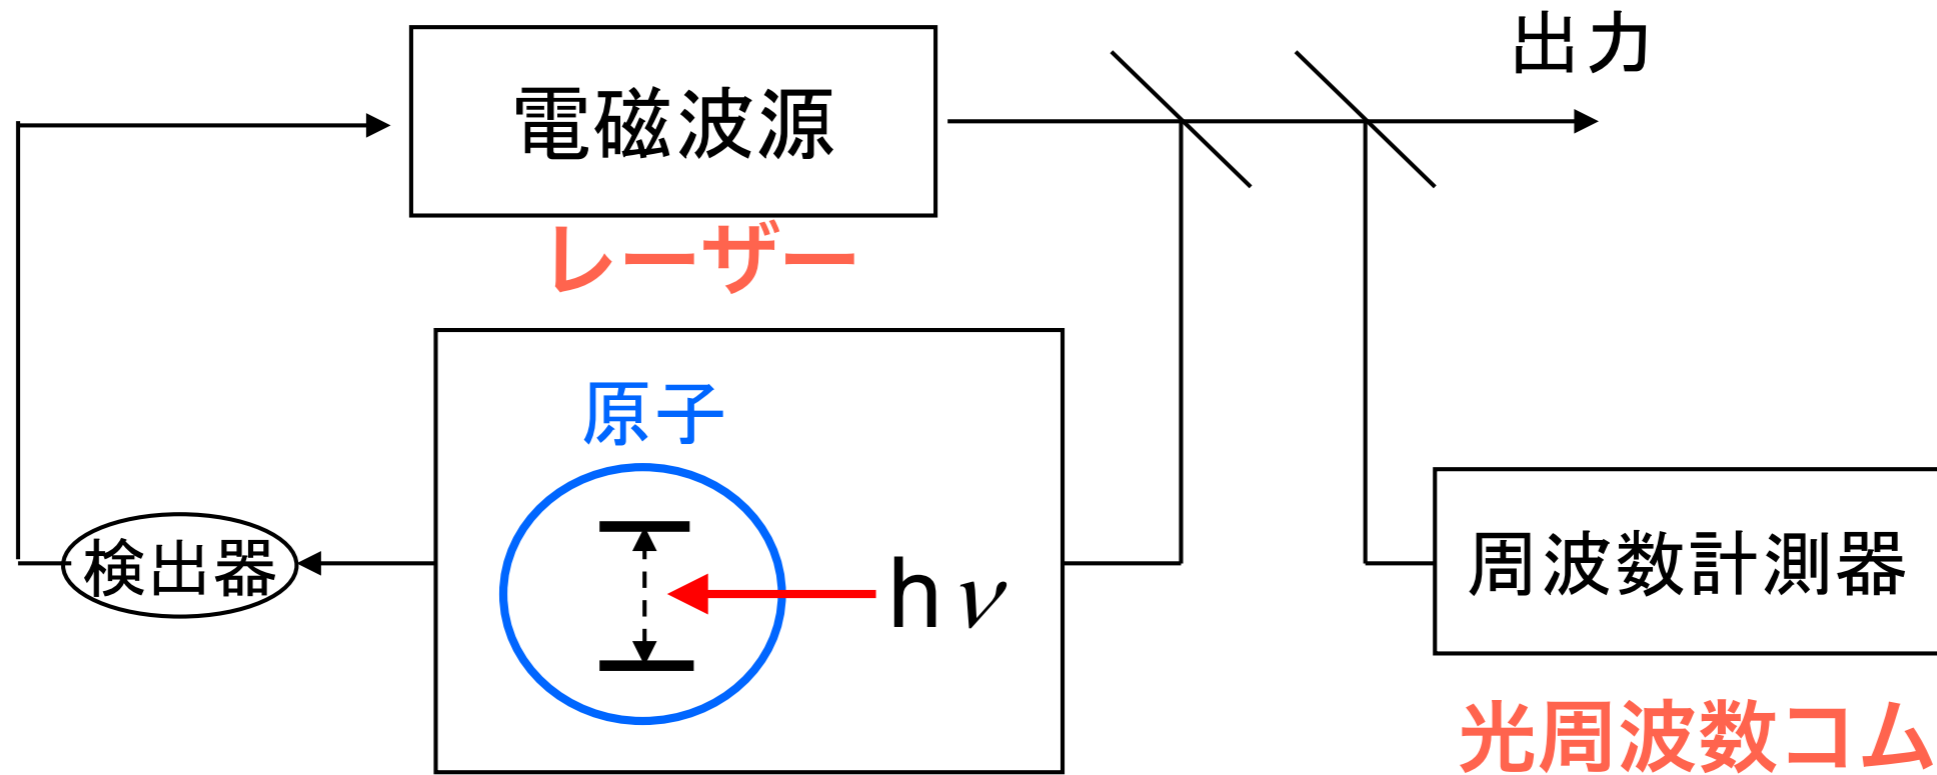 出力
電磁波源
レーザー
原子
hν
検出器
周波数計測器
光周波数コム